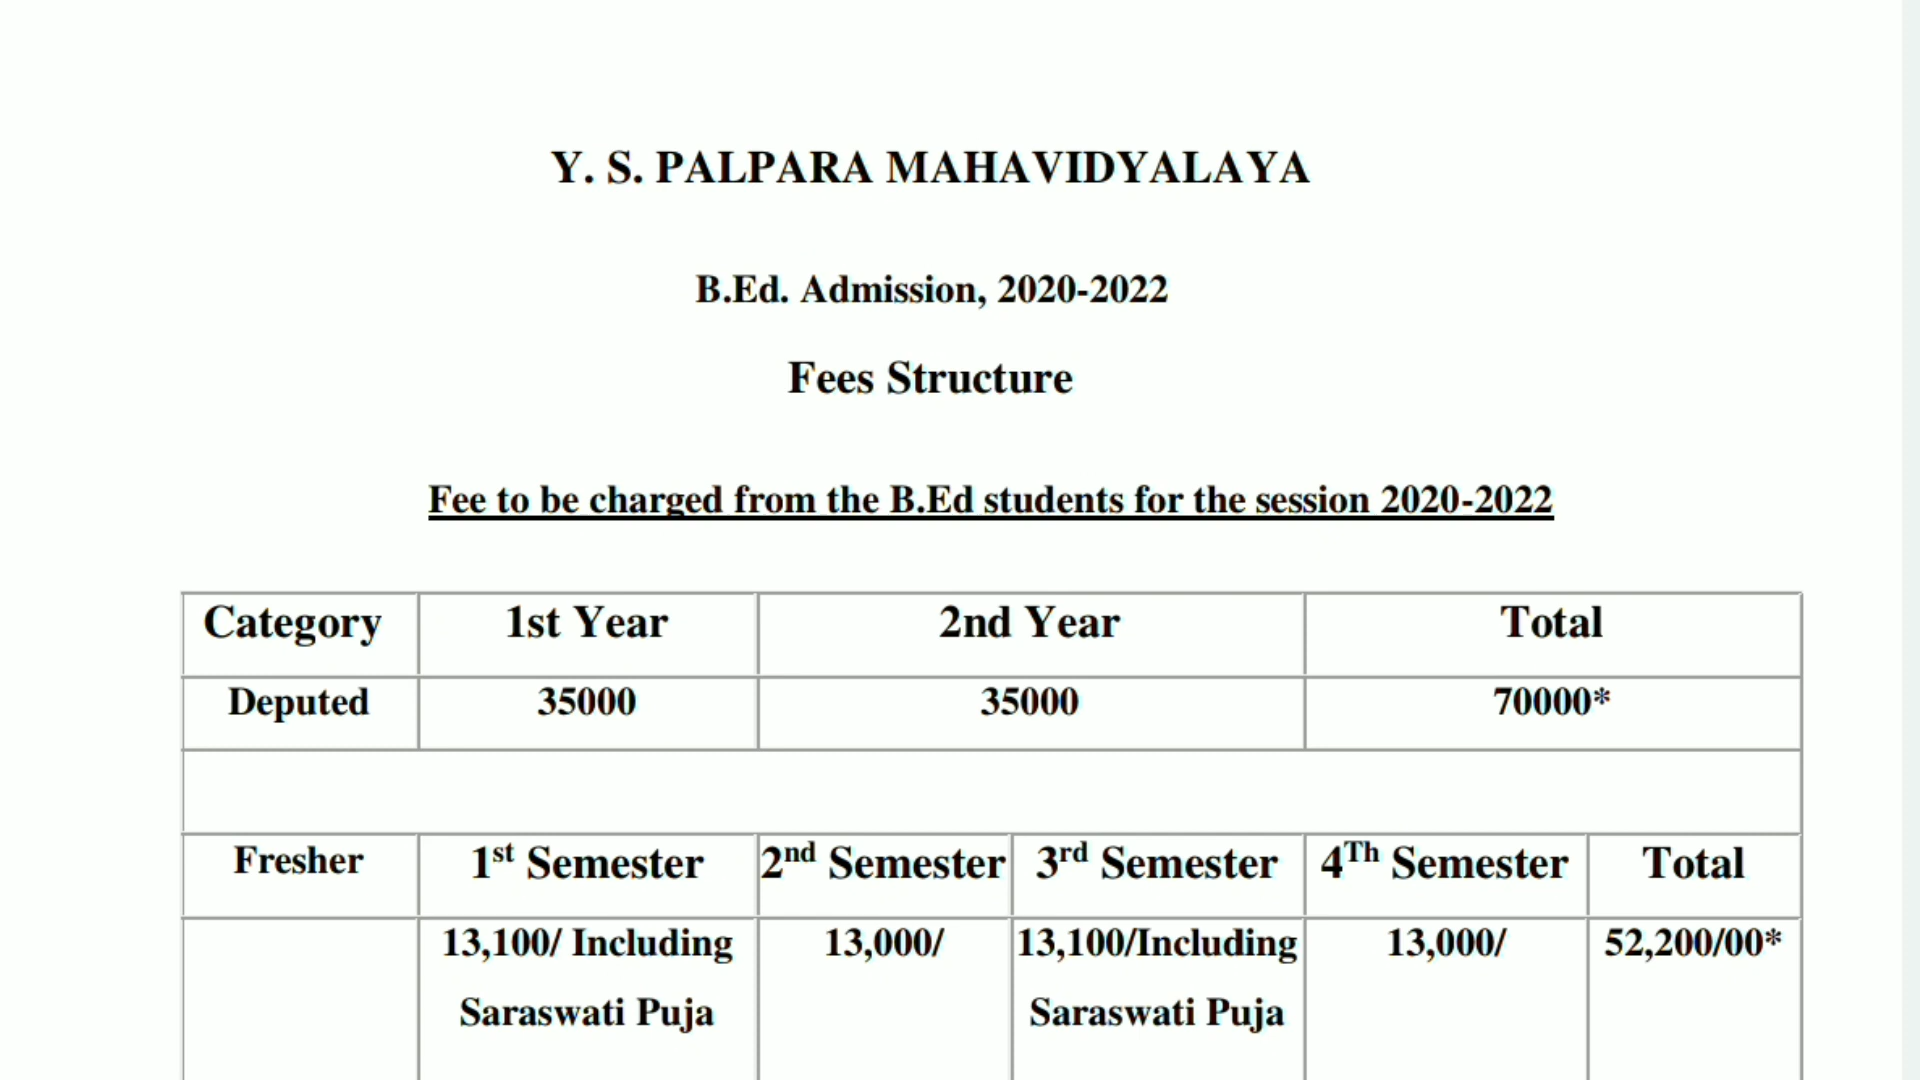 Y. S. PALPARA MAHAVIDYALAYA
B.Ed. Admission, 2020-2022
Fees Structure
Fee to be charged from the B.Ed students for the session 2020-2022
Category 1st Year 2nd Year Total
Deputed 35000 35000 70000*
Fresher 1st Semester 2nd Semester 3rd Semester 4Th Semester Total
13,100/ Including 13,000/ 13,100/Including 13,000/ 52,200/00*
Saraswati Puja Saraswati Puja